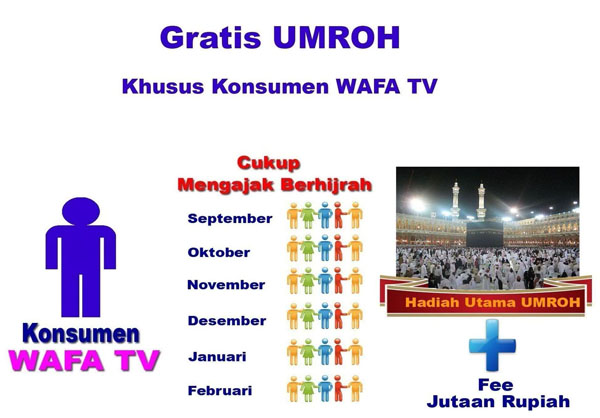 Gratis UMROH
Khusus Konsumen WAFA TV
Cukup
Mengajak Berhijrah
September
Oktober
November
Desember
Januari
Februari
Konsumen
WAFA TV
Hadiah Utama UMROH
Fee
Jutaan Rupiah